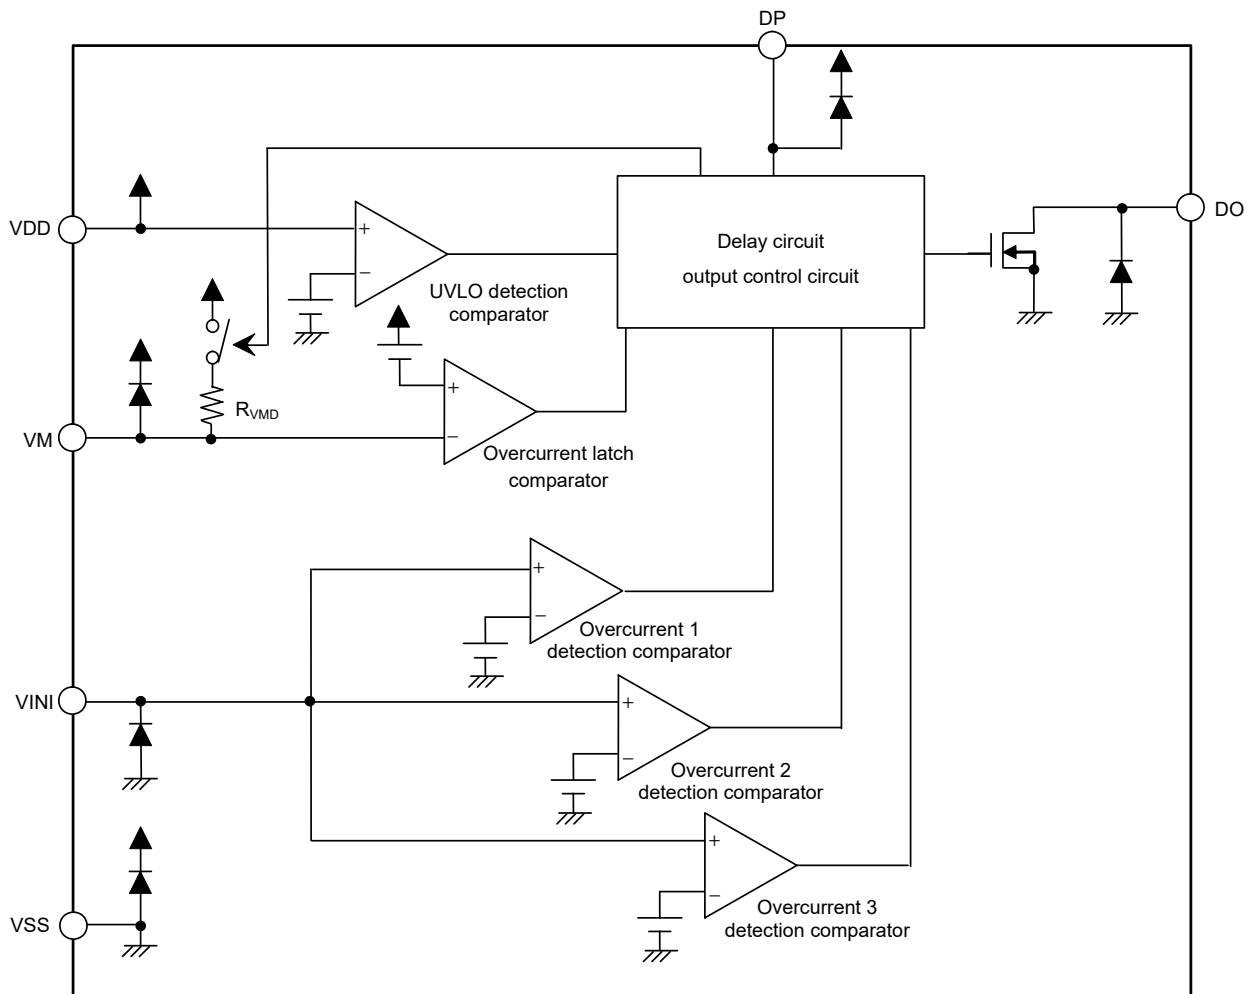 DP
VDD
DO
Delay circuit
output control circuit
+
−
UVLO detection
comparator
+
−
R_VMD
VM
Overcurrent latch
comparator
+
−
Overcurrent 1
detection comparator
VINI
+
−
Overcurrent 2
detection comparator
+
−
Overcurrent 3
detection comparator
VSS